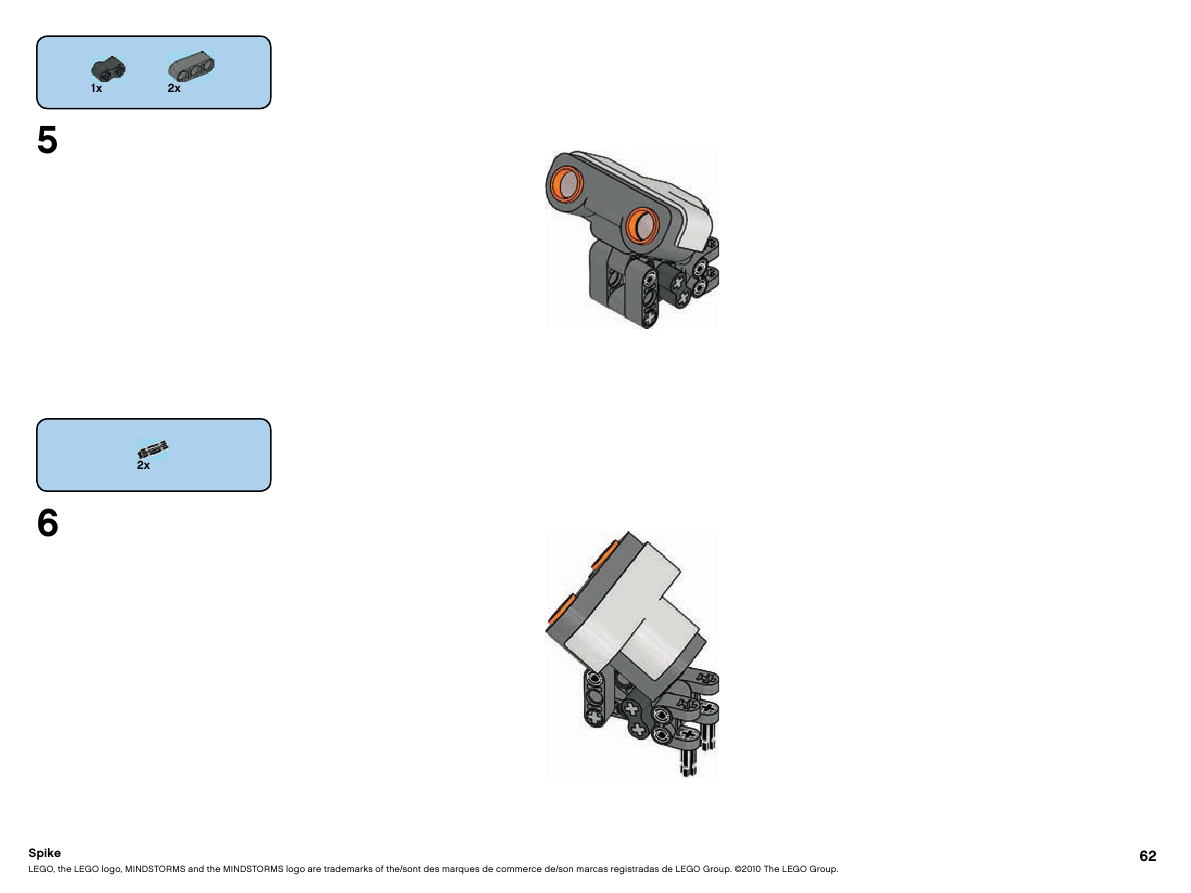 1x 2x
5
2x
6
Spike
LEGO, the LEGO logo, MINDSTORMS and the MINDSTORMS logo are trademarks of the/sont des marques de commerce de/son marcas registradas de LEGO Group. ©2010 The LEGO Group.
62